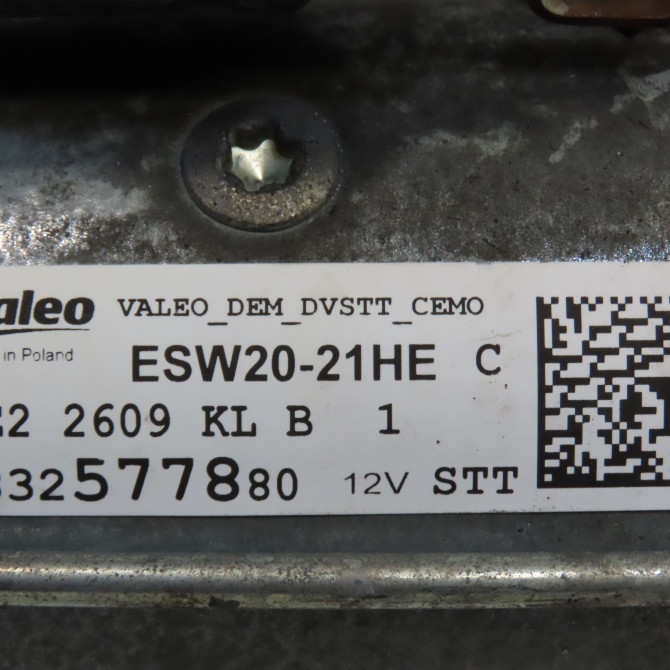 aleo VALEO_DEM_DVSTT_CEMO
in Poland ESW20-21HE C
2 2609 KL B 1
32577880 12V STT